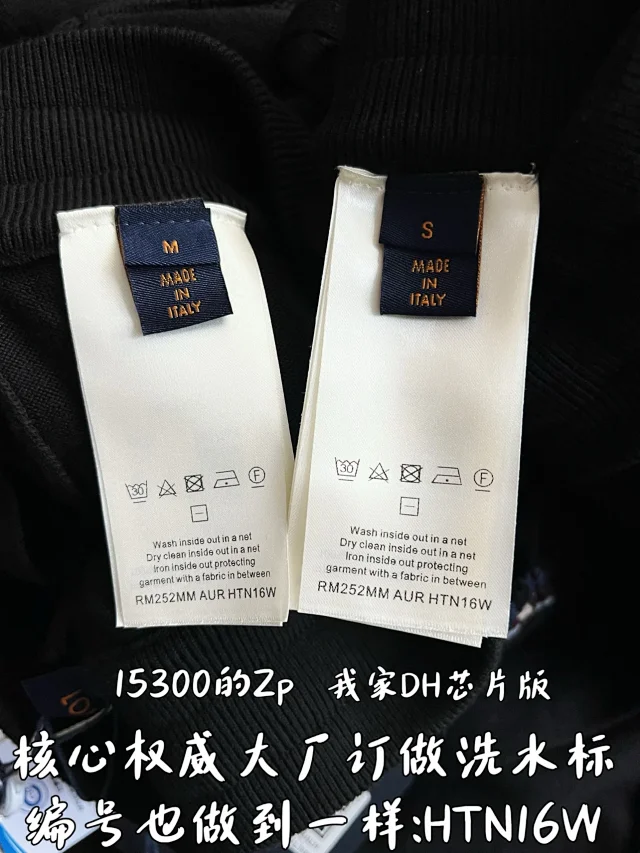 M
MADE
IN
ITALY
30
F
Wash inside out in a net
Dry clean inside out in a net
Iron inside out protecting
garment with a fabric in between
RM252MM AUR HTN16W
S
MADE
IN
ITALY
30
F
Wash inside out in a net
Dry clean inside out in a net
Iron inside out protecting
garment with a fabric in between
RM252MM AUR HTN16W
15300的Zp 我家DH芯片版
核心权威大厂订做洗水标
编号也做到一样:HTN16W